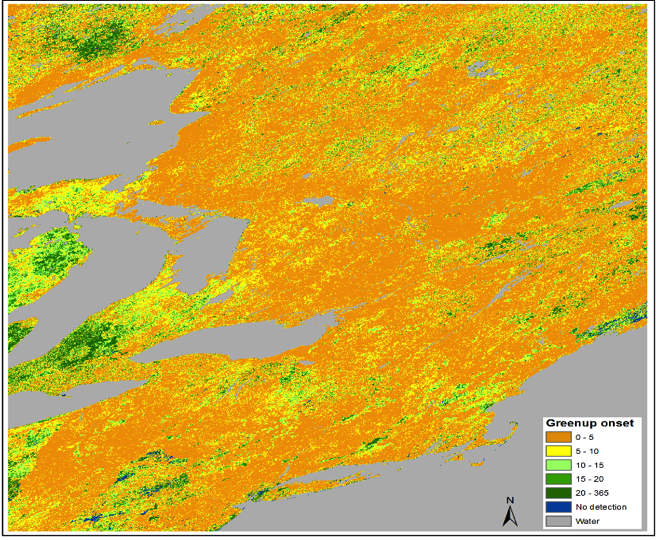 Greenup onset
0 - 5
5 - 10
10 - 15
15 - 20
20 - 365
No detection
Water
N